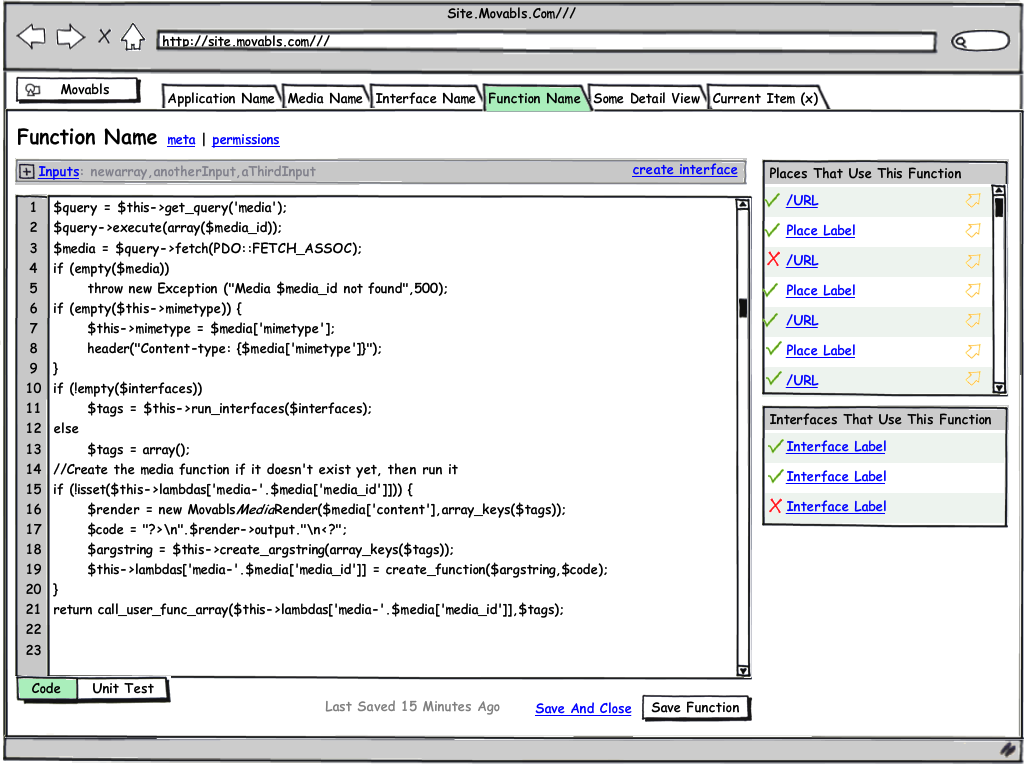 Site.Movabls.Com///
http://site.movabls.com///
Movabls
Application Name
Media Name
Interface Name
Function Name
Some Detail View
Current Item (x)
Function Name meta | permissions
+ Inputs: newarray,anotherInput,aThirdInput create interface
1 $query = $this->get_query('media');
2 $query->execute(array($media_id));
3 $media = $query->fetch(PDO::FETCH_ASSOC);
4 if (empty($media))
5 throw new Exception ("Media $media_id not found",500);
6 if (empty($this->mimetype)) {
7 $this->mimetype = $media['mimetype'];
8 header("Content-type: {$media['mimetype']}");
9 }
10 if (!empty($interfaces))
11 $tags = $this->run_interfaces($interfaces);
12 else
13 $tags = array();
14 //Create the media function if it doesn't exist yet, then run it
15 if (!isset($this->lambdas['media-'.$media['media_id']])) {
16 $render = new MovablsMediaRender($media['content'],array_keys($tags));
17 $code = "?>\n".$render->output."\n<?";
18 $argstring = $this->create_argstring(array_keys($tags));
19 $this->lambdas['media-'.$media['media_id']] = create_function($argstring,$code);
20 }
21 return call_user_func_array($this->lambdas['media-'.$media['media_id']],$tags);
22
23
Code
Unit Test
Last Saved 15 Minutes Ago
Save And Close
Save Function
Places That Use This Function
/URL
Place Label
/URL
Place Label
/URL
Place Label
/URL
Interfaces That Use This Function
Interface Label
Interface Label
Interface Label